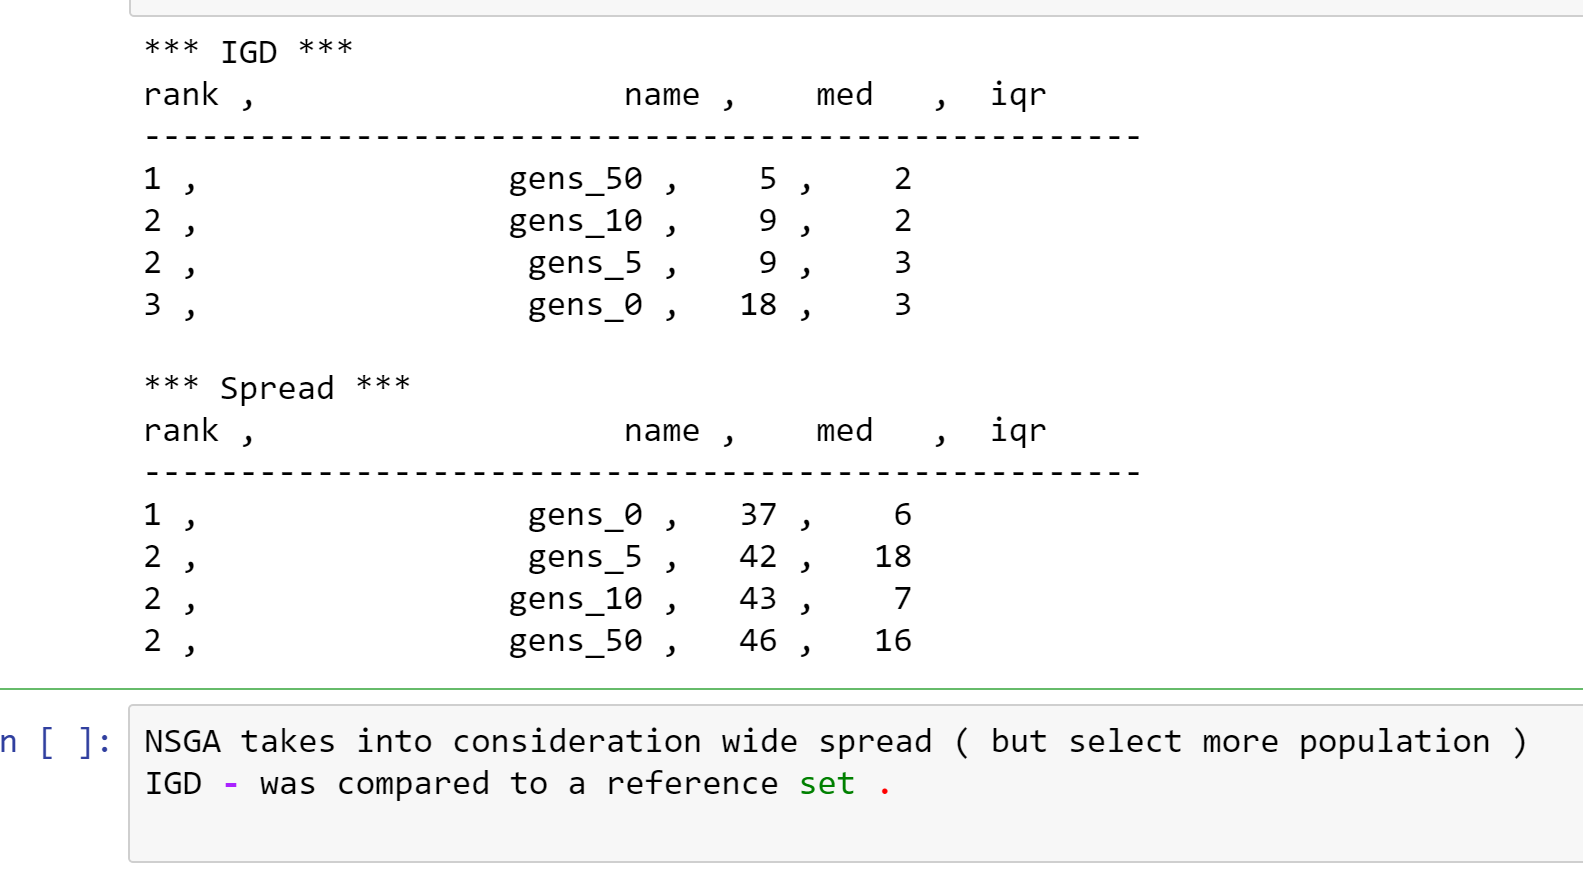 *** IGD ***
rank ,                    name ,    med   ,  iqr
----------------------------------------------------
1 ,                gens_50 ,    5 ,    2
2 ,                gens_10 ,    9 ,    2
2 ,                 gens_5 ,    9 ,    3
3 ,                 gens_0 ,   18 ,    3
*** Spread ***
rank ,                    name ,    med   ,  iqr
----------------------------------------------------
1 ,                 gens_0 ,   37 ,    6
2 ,                 gens_5 ,   42 ,   18
2 ,                gens_10 ,   43 ,    7
2 ,                gens_50 ,   46 ,   16
n [ ]: NSGA takes into consideration wide spread ( but select more population )
IGD - was compared to a reference set .